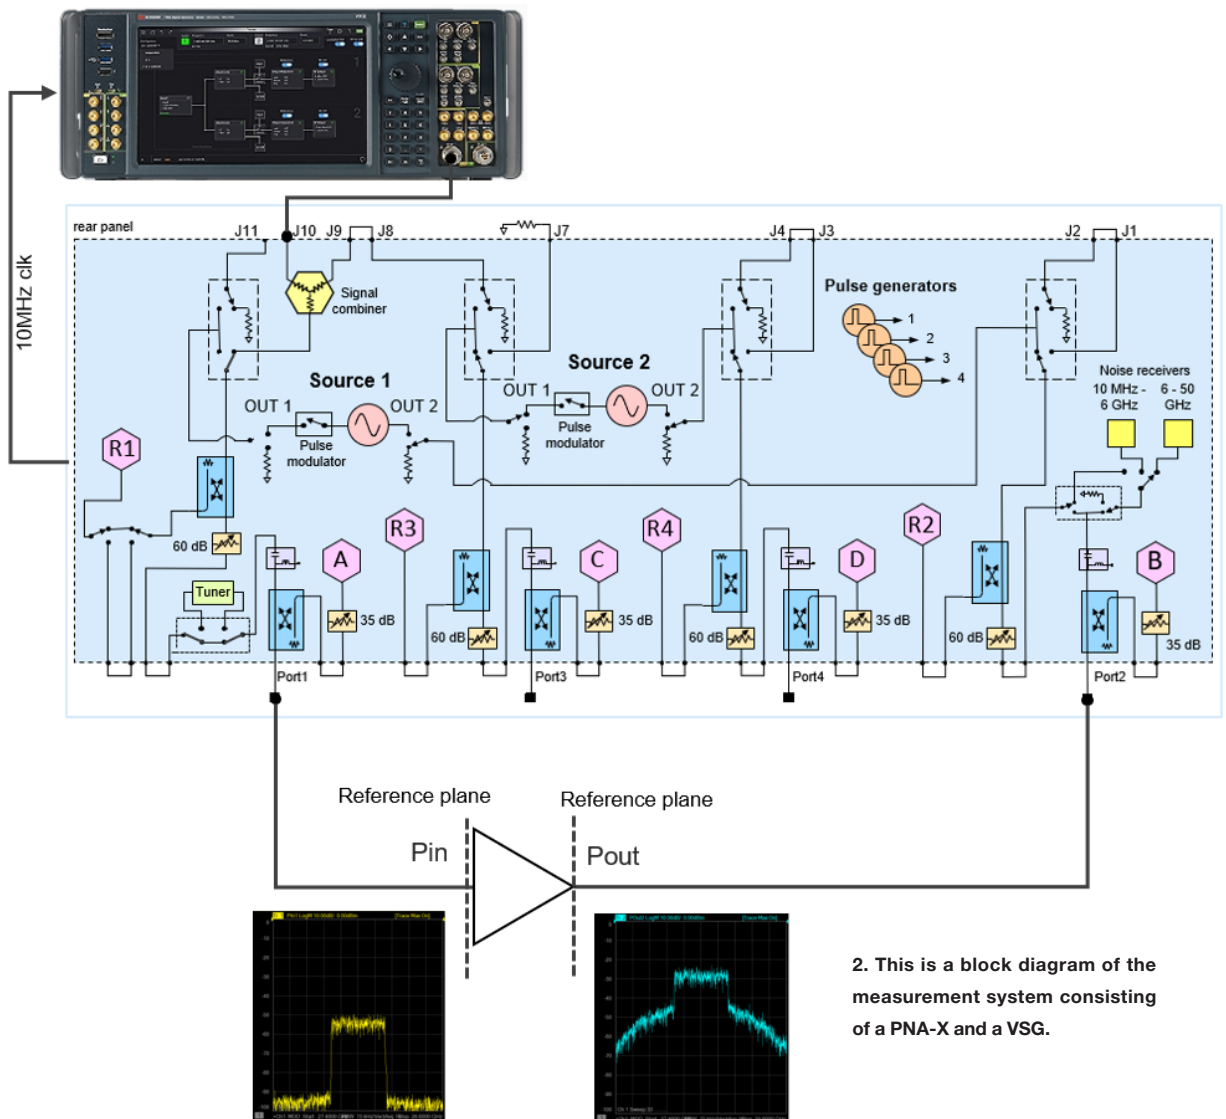 10MHz clk
rear panel
J11
J10
J9
J8
J7
J4
J3
J2
J1
Signal
combiner
Pulse generators
1
2
3
4
Source 1
Source 2
OUT 1
OUT 2
Pulse
modulator
OUT 1
OUT 2
Pulse
modulator
Noise receivers
10 MHz -
6 GHz
6 - 50
GHz
R1
R3
R4
R2
60 dB
A
C
D
B
Tuner
35 dB
60 dB
35 dB
60 dB
35 dB
60 dB
35 dB
Port1
Port3
Port4
Port2
Reference plane
Reference plane
Pin
Pout
2. This is a block diagram of the
measurement system consisting
of a PNA-X and a VSG.